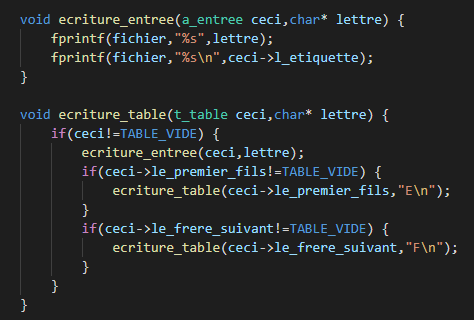 void ecriture_entree(a_entree ceci,char* lettre) {
    fprintf(fichier,"%s",lettre);
    fprintf(fichier,"%s\n",ceci->l_etiquette);
}

void ecriture_table(t_table ceci,char* lettre) {
    if(ceci!=TABLE_VIDE) {
        ecriture_entree(ceci,lettre);
        if(ceci->le_premier_fils!=TABLE_VIDE) {
            ecriture_table(ceci->le_premier_fils,"E\n");
        }
        if(ceci->le_frere_suivant!=TABLE_VIDE) {
            ecriture_table(ceci->le_frere_suivant,"F\n");
        }
    }
}